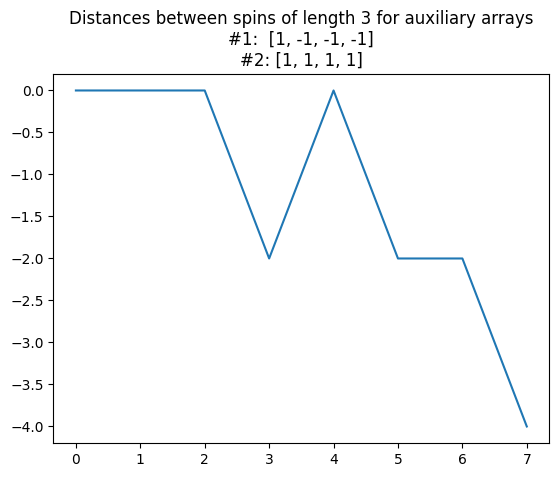 Distances between spins of length 3 for auxiliary arrays
#1:  [1, -1, -1, -1]
#2: [1, 1, 1, 1]
0.0
−0.5
−1.0
−1.5
−2.0
−2.5
−3.0
−3.5
−4.0
0 1 2 3 4 5 6 7